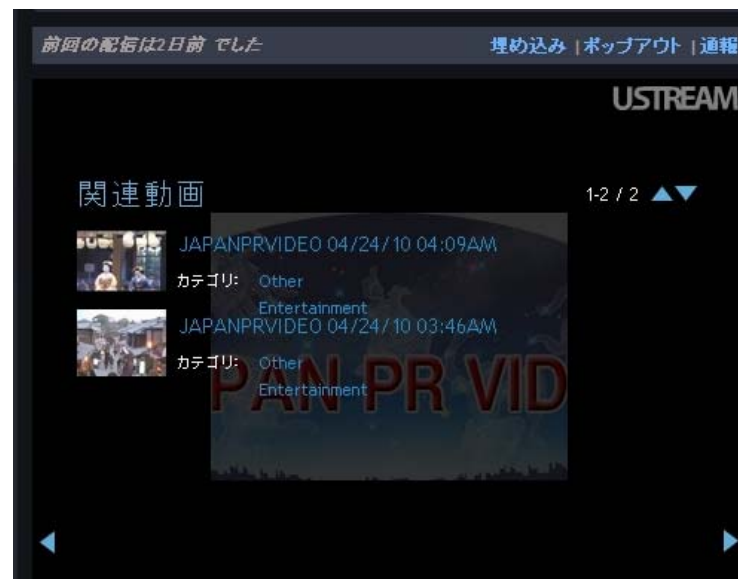 前回の配信は2日前 でした
埋め込み | ポップアウト | 通報
USTREAM
関連動画
1-2 / 2
JAPANPRVIDEO 04/24/10 04:09AM
カテゴリ: Other
Entertainment
JAPANPRVIDEO 04/24/10 03:46AM
カテゴリ: Other
Entertainment
PAN PR VID